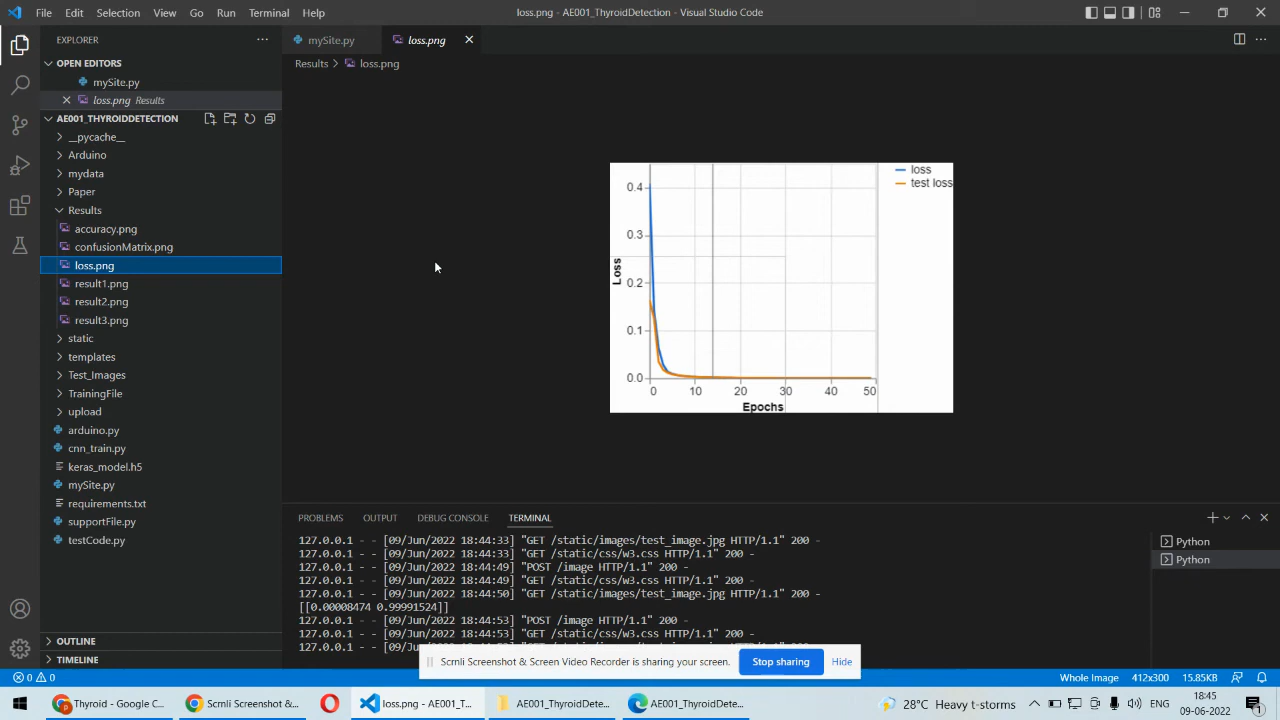 File Edit Selection View Go Run Terminal Help
loss.png - AE001_ThyroidDetection - Visual Studio Code
EXPLORER
OPEN EDITORS
mySite.py
loss.png Results
AE001_THYROIDDETECTION
__pycache__
Arduino
mydata
Paper
Results
accuracy.png
confusionMatrix.png
loss.png
result1.png
result2.png
result3.png
static
templates
Test_Images
TrainingFile
upload
arduino.py
cnn_train.py
keras_model.h5
mySite.py
requirements.txt
supportFile.py
testCode.py
OUTLINE
TIMELINE
mySite.py
loss.png
Results > loss.png
loss
test loss
0.4
0.3
0.2
0.1
0.0
Loss
0 10 20 30 40 50
Epochs
PROBLEMS OUTPUT DEBUG CONSOLE TERMINAL
127.0.0.1 - - [09/Jun/2022 18:44:33] "GET /static/images/test_image.jpg HTTP/1.1" 200 -
127.0.0.1 - - [09/Jun/2022 18:44:33] "GET /static/css/w3.css HTTP/1.1" 200 -
127.0.0.1 - - [09/Jun/2022 18:44:49] "POST /image HTTP/1.1" 200 -
127.0.0.1 - - [09/Jun/2022 18:44:49] "GET /static/css/w3.css HTTP/1.1" 200 -
127.0.0.1 - - [09/Jun/2022 18:44:50] "GET /static/images/test_image.jpg HTTP/1.1" 200 -
[[0.00008474 0.99991524]]
127.0.0.1 - - [09/Jun/2022 18:44:53] "POST /image HTTP/1.1" 200 -
127.0.0.1 - - [09/Jun/2022 18:44:53] "GET /static/css/w3.css HTTP/1.1" 200 -
Python
Python
Scrnli Screenshot & Screen Video Recorder is sharing your screen.
Stop sharing
Hide
0 0
Whole Image 412x300 15.85KB
Thyroid - Google C...
Scrnli Screenshot &...
loss.png - AE001_T...
AE001_ThyroidDete...
AE001_ThyroidDete...
28°C Heavy t-storms
18:45
09-06-2022
1